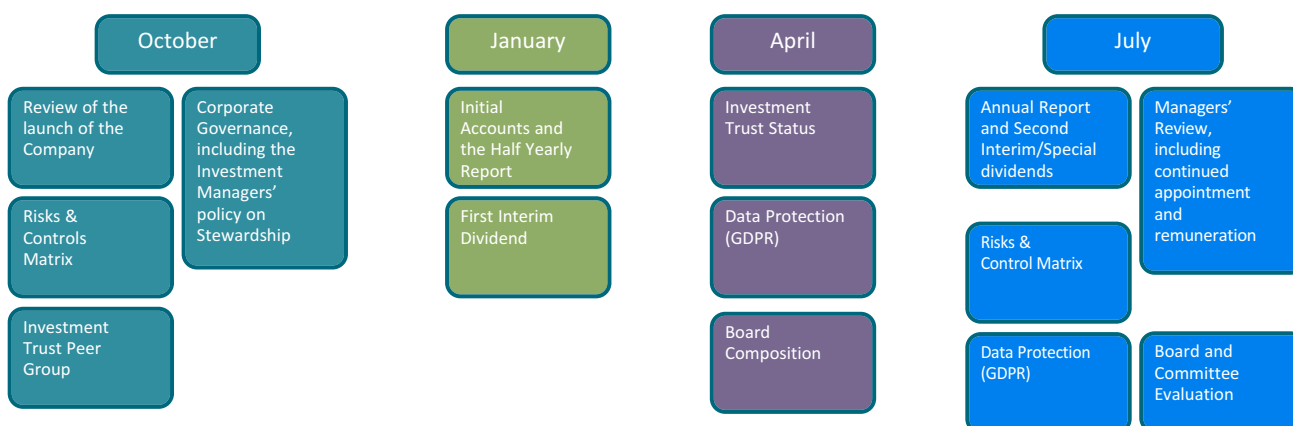 October
Review of the
launch of the
Company
Corporate
Governance,
including the
Investment
Managers’
policy on
Stewardship
Risks &
Controls
Matrix
Investment
Trust Peer
Group
January
Initial
Accounts and
the Half Yearly
Report
First Interim
Dividend
April
Investment
Trust Status
Data Protection
(GDPR)
Board
Composition
July
Annual Report
and Second
Interim/Special
dividends
Managers’
Review,
including
continued
appointment
and
remuneration
Risks &
Control Matrix
Data Protection
(GDPR)
Board and
Committee
Evaluation